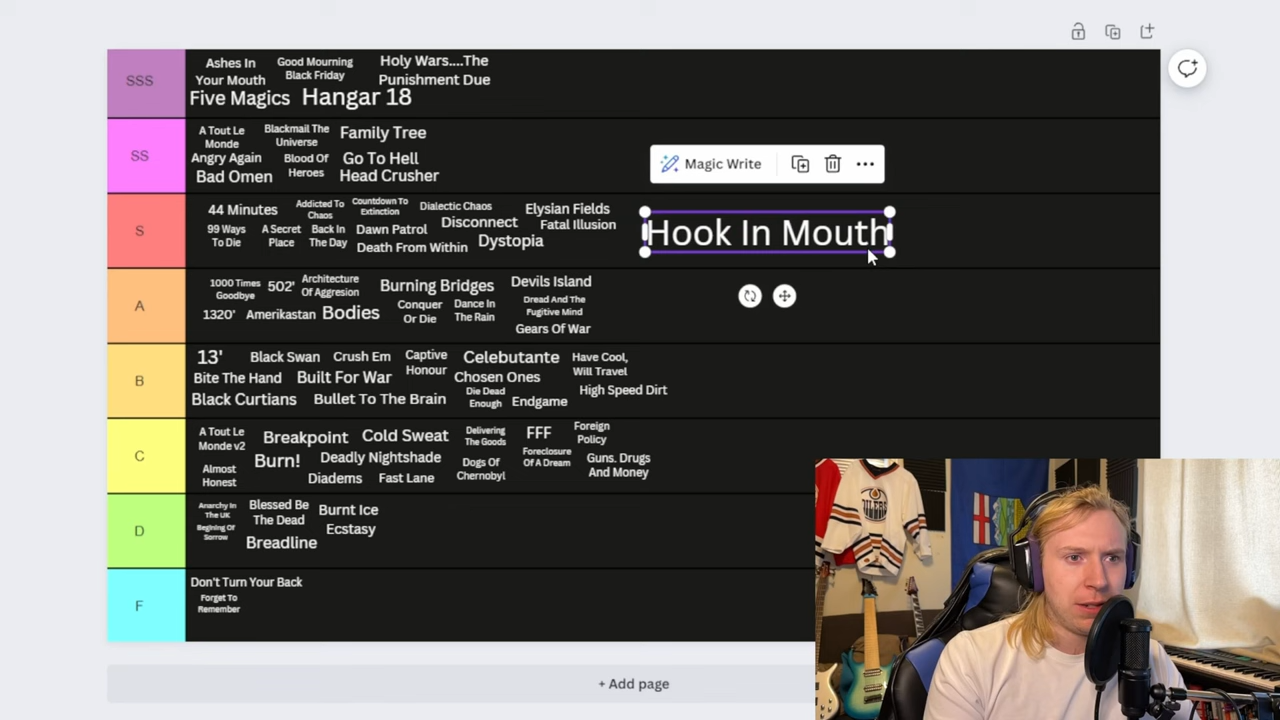 SSS
Ashes In
Your Mouth
Good Mourning
Black Friday
Holy Wars....The
Punishment Due
Five Magics
Hangar 18
SS
A Tout Le
Monde
Blackmail The
Universe
Family Tree
Angry Again
Blood Of
Heroes
Go To Hell
Bad Omen
Head Crusher
Magic Write
S
44 Minutes
Addicted To
Chaos
Countdown To
Extinction
Dialectic Chaos
Elysian Fields
99 Ways
To Die
A Secret
Place
Back In
The Day
Dawn Patrol
Disconnect
Fatal Illusion
Death From Within
Dystopia
Hook In Mouth
A
1000 Times
Goodbye
502'
Architecture
Of Aggresion
Burning Bridges
Devils Island
1320'
Amerikastan
Bodies
Conquer
Or Die
Dance In
The Rain
Dread And The
Fugitive Mind
Gears Of War
B
13'
Black Swan
Crush Em
Captive
Honour
Celebutante
Have Cool,
Will Travel
Bite The Hand
Built For War
Chosen Ones
High Speed Dirt
Black Curtians
Bullet To The Brain
Die Dead
Enough
Endgame
C
A Tout Le
Monde v2
Breakpoint
Cold Sweat
Delivering
The Goods
FFF
Foreign
Policy
Almost
Honest
Burn!
Deadly Nightshade
Dogs Of
Chernobyl
Foreclosure
Of A Dream
Guns. Drugs
And Money
Diadems
Fast Lane
D
Anarchy In
The UK
Blessed Be
The Dead
Burnt Ice
Begining Of
Sorrow
Breadline
Ecstasy
F
Don't Turn Your Back
Forget To
Remember
+ Add page
OILERS